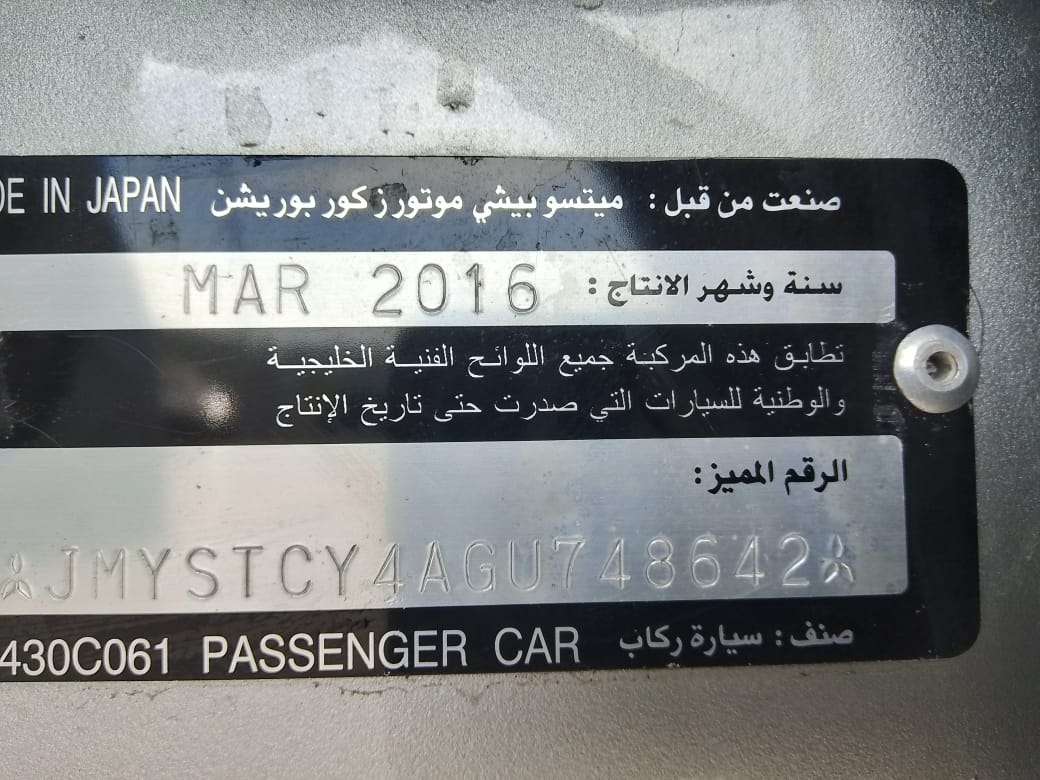 صنعت من قبل : ميتسو بيشي موتورز كور بوريشن DE IN JAPAN
سنة وشهر الانتاج : MAR 2016
تطابق هذه المركبة جميع اللوائح الفنية الخليجية
والوطنية للسيارات التي صدرت حتى تاريخ الإنتاج
الرقم المميز:
JMYSTCY4AGU748642
صنف : سيارة ركاب 430C061 PASSENGER CAR